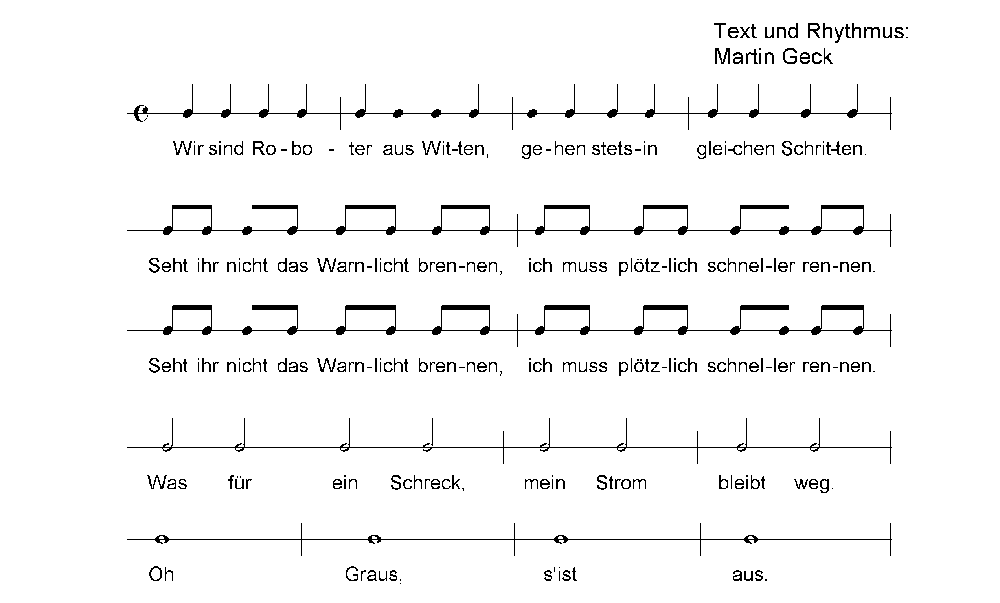 Text und Rhythmus:
Martin Geck
Wir sind Ro - bo - ter aus Wit-ten, ge-hen stets-in glei-chen Schrit-ten.
Seht ihr nicht das Warn-licht bren-nen, ich muss plötz-lich schnel-ler ren-nen.
Seht ihr nicht das Warn-licht bren-nen, ich muss plötz-lich schnel-ler ren-nen.
Was für ein Schreck, mein Strom bleibt weg.
Oh Graus, s'ist aus.